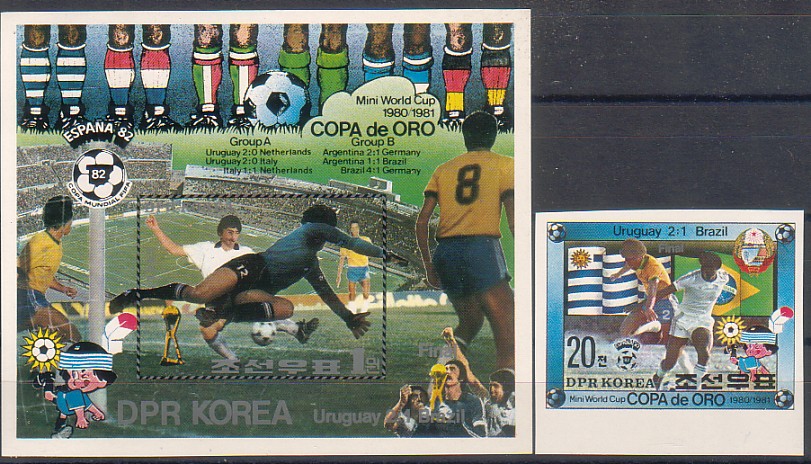 Mini World Cup
1980/1981
COPA de ORO
ESPAÑA 82
82
COPA MUNDIAL FIFA
Group A
Uruguay 2:0 Netherlands
Uruguay 2:0 Italy
Italy 1:1 Netherlands
Group B
Argentina 2:1 Germany
Argentina 1:1 Brazil
Brazil 4:1 Germany
8
12
조선우표 1원
Final
DPR KOREA
Uruguay 2:1 Brazil
Uruguay 2:1 Brazil
Final
2
20전
DPR KOREA 조선우표
Mini World Cup COPA de ORO 1980/1981